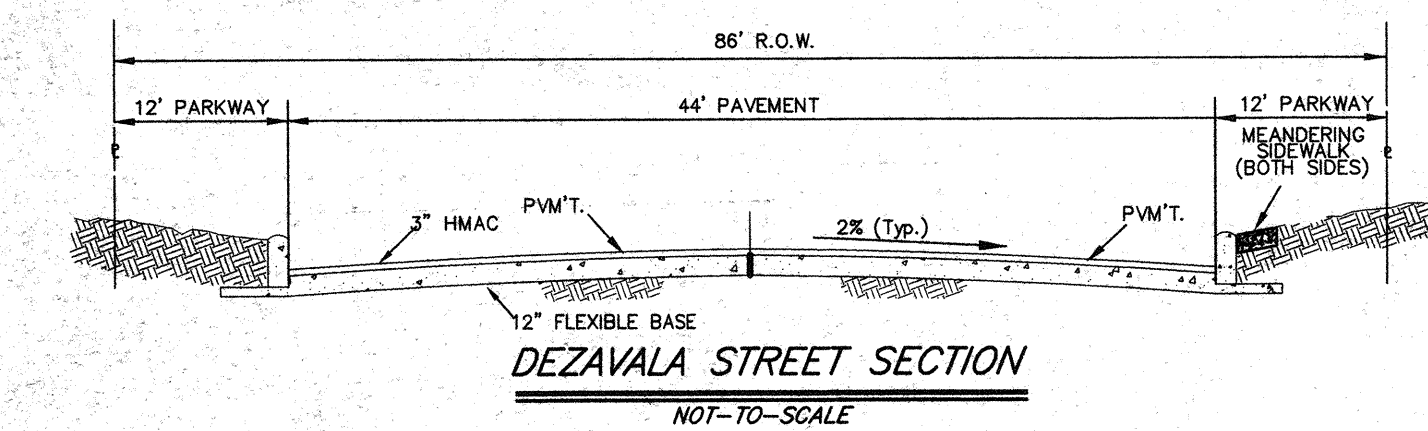 86' R.O.W.
12' PARKWAY
44' PAVEMENT
12' PARKWAY
MEANDERING
SIDEWALK
(BOTH SIDES)
3" HMAC
PVM'T.
2% (Typ.)
PVM'T.
12" FLEXIBLE BASE
DEZAVALA STREET SECTION
NOT-TO-SCALE